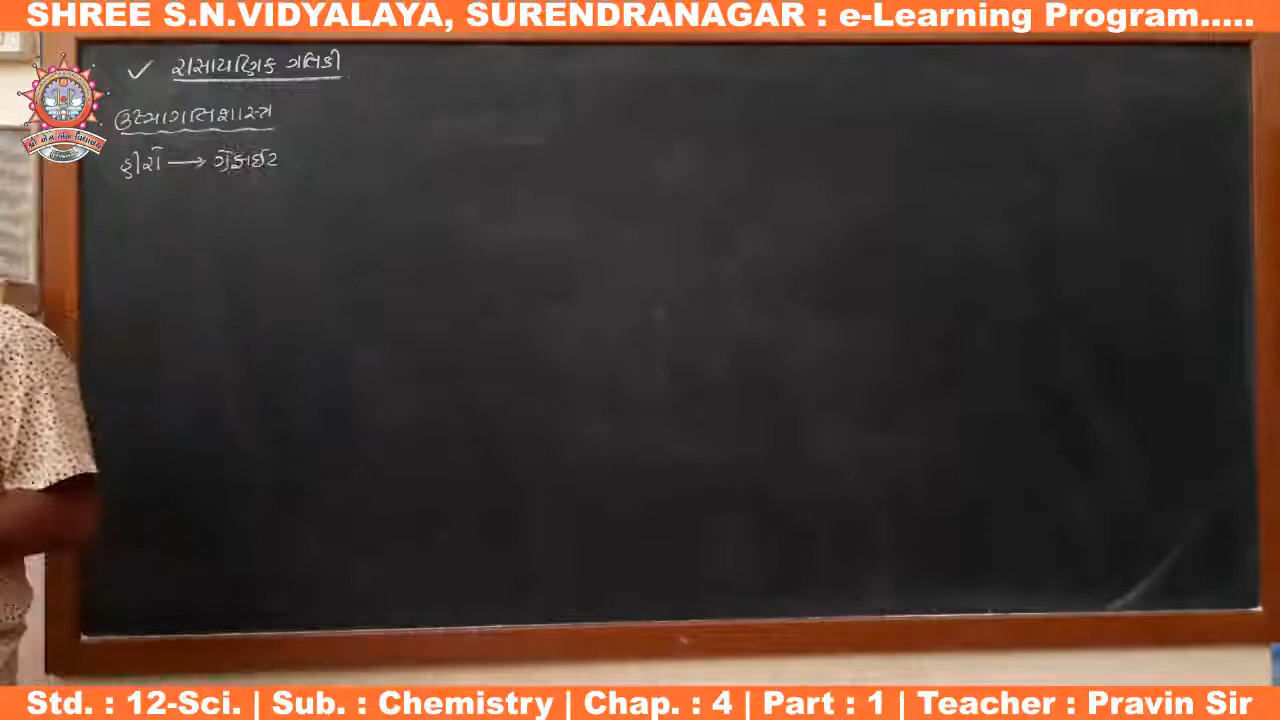 SHREE S.N.VIDYALAYA, SURENDRANAGAR : e-Learning Program.....
✓ રાસાયણિક ગતિકી
ઉષ્માગતિશાસ્ત્ર
હીરો → ગ્રેફાઈટ
Std. : 12-Sci. | Sub. : Chemistry | Chap. : 4 | Part : 1 | Teacher : Pravin Sir